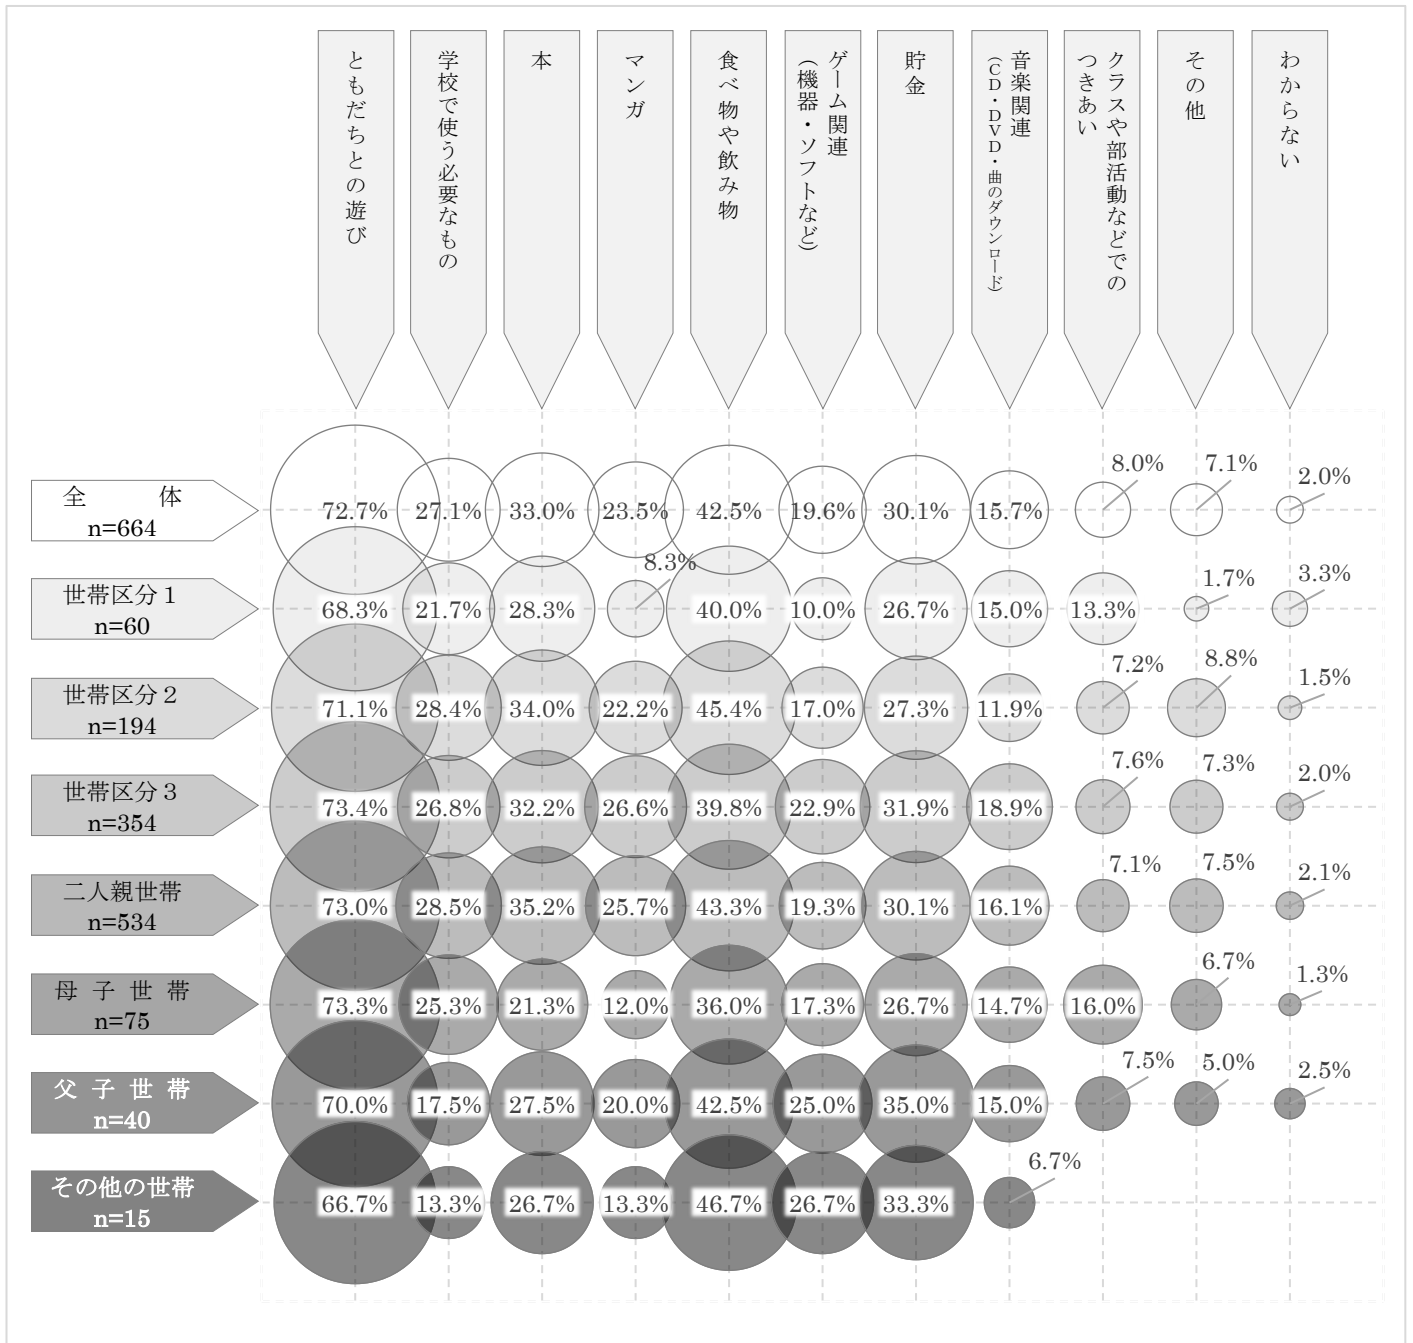 ともだちとの遊び
学校で使う必要なもの
本
マンガ
食べ物や飲み物
ゲーム関連
(機器・ソフトなど)
貯金
音楽関連
(CD・DVD・曲のダウンロード)
クラスや部活動などでの
つきあい
その他
わからない
全 体
n=664
72.7% 27.1% 33.0% 23.5% 42.5% 19.6% 30.1% 15.7% 8.0% 7.1% 2.0%
世帯区分1
n=60
68.3% 21.7% 28.3% 8.3% 40.0% 10.0% 26.7% 15.0% 13.3% 1.7% 3.3%
世帯区分2
n=194
71.1% 28.4% 34.0% 22.2% 45.4% 17.0% 27.3% 11.9% 7.2% 8.8% 1.5%
世帯区分3
n=354
73.4% 26.8% 32.2% 26.6% 39.8% 22.9% 31.9% 18.9% 7.6% 7.3% 2.0%
二人親世帯
n=534
73.0% 28.5% 35.2% 25.7% 43.3% 19.3% 30.1% 16.1% 7.1% 7.5% 2.1%
母 子 世 帯
n=75
73.3% 25.3% 21.3% 12.0% 36.0% 17.3% 26.7% 14.7% 16.0% 6.7% 1.3%
父 子 世 帯
n=40
70.0% 17.5% 27.5% 20.0% 42.5% 25.0% 35.0% 15.0% 7.5% 5.0% 2.5%
その他の世帯
n=15
66.7% 13.3% 26.7% 13.3% 46.7% 26.7% 33.3% 6.7%